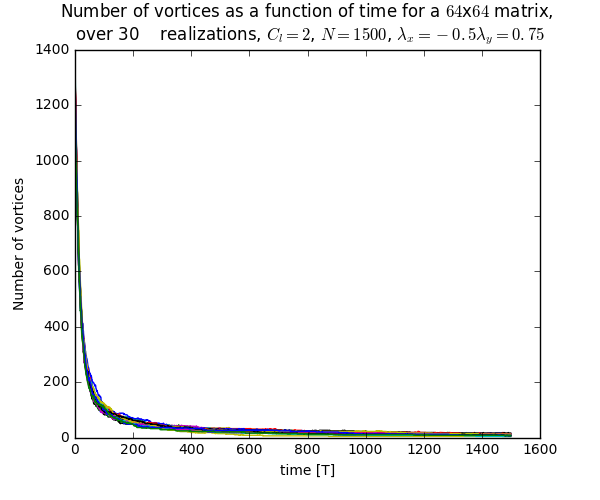 Number of vortices as a function of time for a 64x64 matrix,
over 30 realizations, C_l = 2, N = 1500, λ_x = −0.5λ_y = 0.75
1400
1200
1000
800
600
400
200
0
Number of vortices
0 200 400 600 800 1000 1200 1400 1600
time [T]